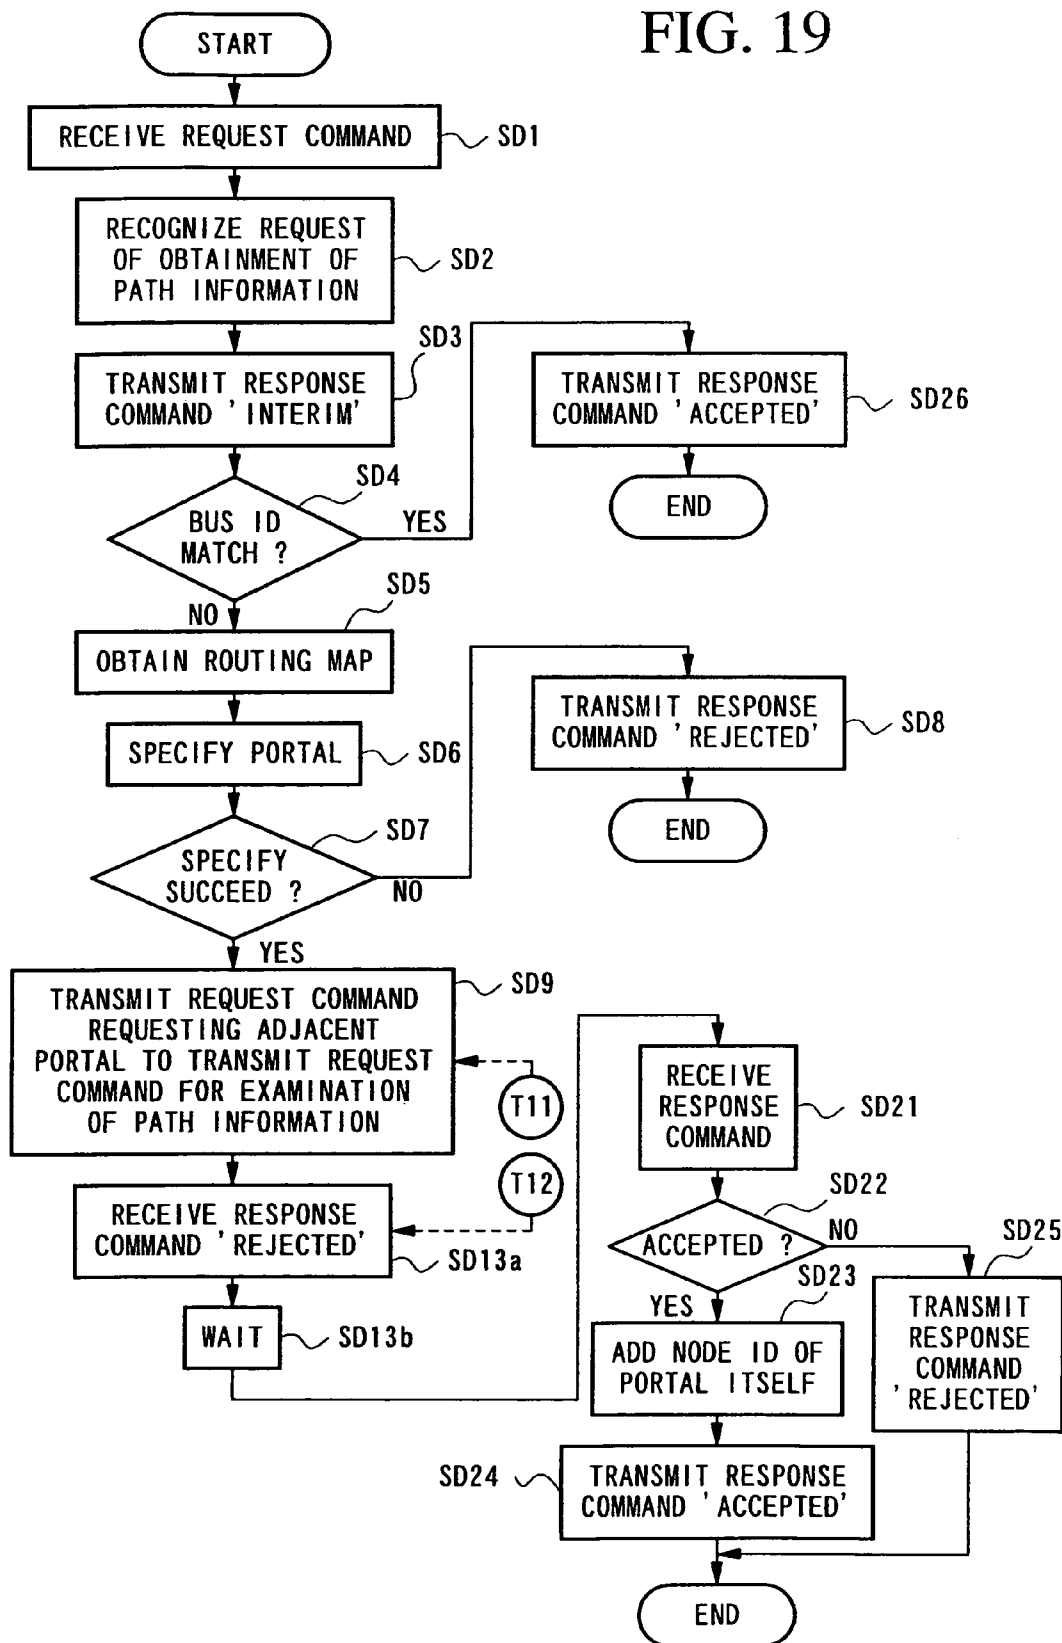 FIG. 19
START
RECEIVE REQUEST COMMAND
SD1
RECOGNIZE REQUEST
OF OBTAINMENT OF
PATH INFORMATION
SD2
SD3
TRANSMIT RESPONSE
COMMAND 'INTERIM'
TRANSMIT RESPONSE
COMMAND 'ACCEPTED'
SD26
END
SD4
BUS ID
MATCH ?
YES
NO
SD5
OBTAIN ROUTING MAP
TRANSMIT RESPONSE
COMMAND 'REJECTED'
SD8
END
SPECIFY PORTAL
SD6
SD7
SPECIFY
SUCCEED ?
NO
YES
SD9
TRANSMIT REQUEST COMMAND
REQUESTING ADJACENT
PORTAL TO TRANSMIT REQUEST
COMMAND FOR EXAMINATION
OF PATH INFORMATION
T11
T12
RECEIVE RESPONSE
COMMAND 'REJECTED'
SD13a
WAIT
SD13b
RECEIVE
RESPONSE
COMMAND
SD21
SD22
ACCEPTED ?
NO
SD25
YES
SD23
ADD NODE ID OF
PORTAL ITSELF
TRANSMIT
RESPONSE
COMMAND
'REJECTED'
SD24
TRANSMIT RESPONSE
COMMAND 'ACCEPTED'
END